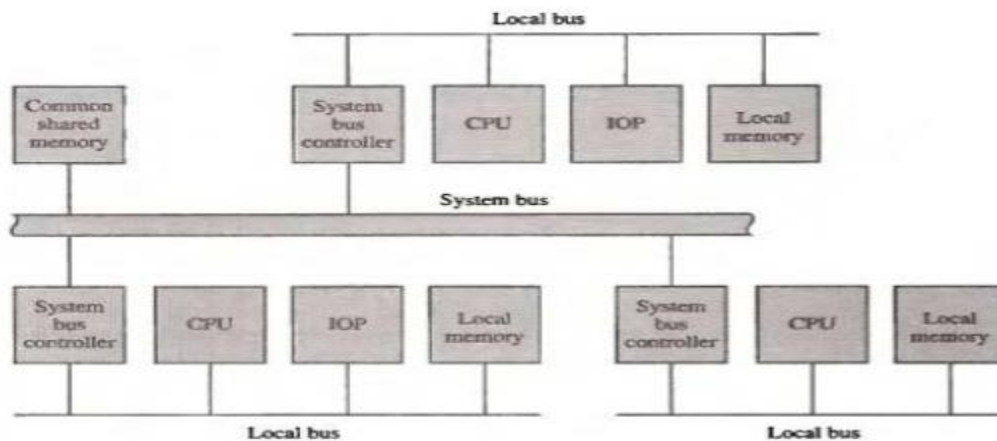 Local bus
Common
shared
memory
System
bus
controller
CPU
IOP
Local
memory
System bus
System
bus
controller
CPU
IOP
Local
memory
System
bus
controller
CPU
Local
memory
Local bus
Local bus